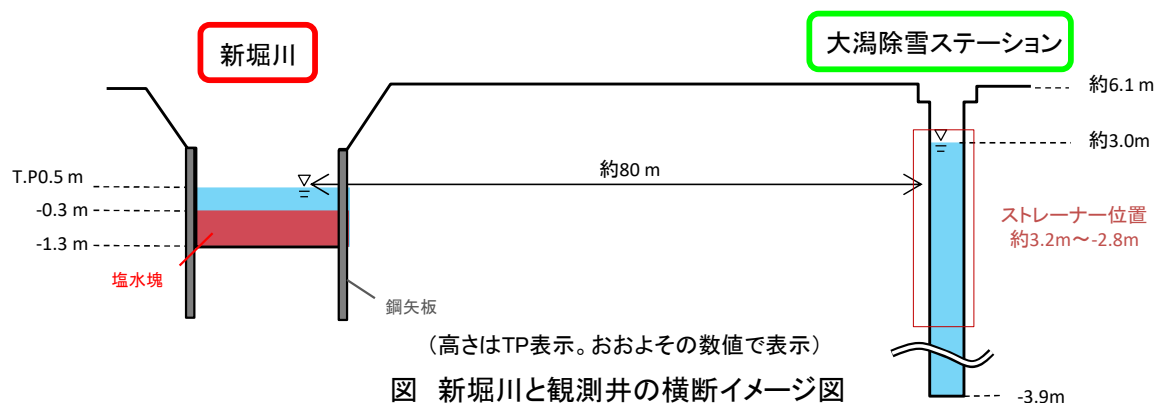 新堀川
大潟除雪ステーション
約6.1 m
約3.0m
約80 m
T.P0.5 m
-0.3 m
-1.3 m
塩水塊
鋼矢板
ストレーナー位置
約3.2m～-2.8m
（高さはTP表示。おおよその数値で表示）
-3.9m
図 新堀川と観測井の横断イメージ図